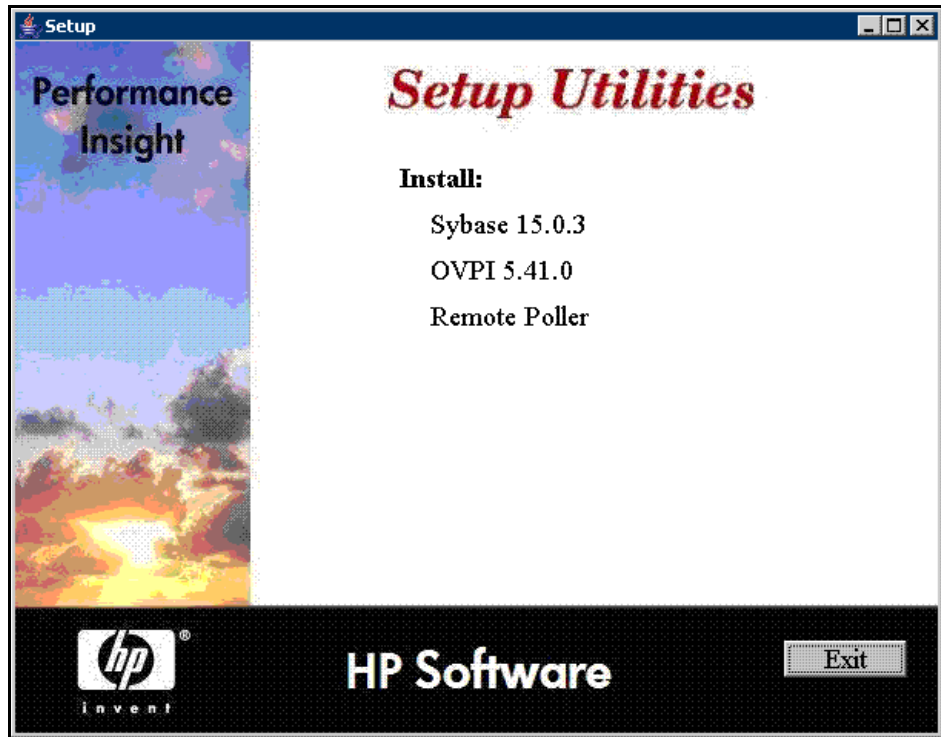 Setup
Performance
Insight
Setup Utilities
Install:
Sybase 15.0.3
OVPI 5.41.0
Remote Poller
hp
®
invent
HP Software
Exit